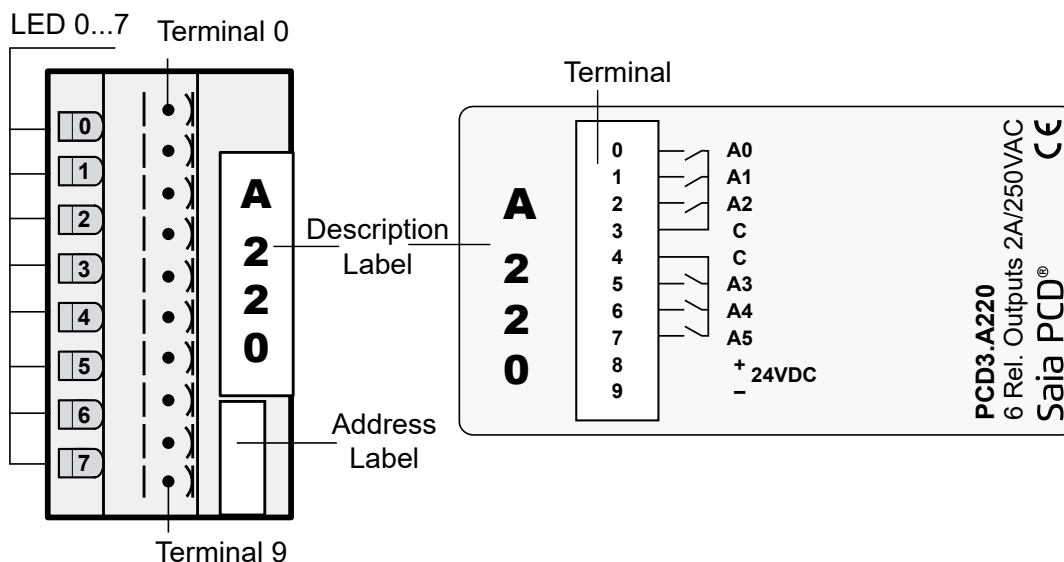 LED 0...7
Terminal 0
0
1
2
3
4
5
6
7
A
2
2
0
Description
Label
Address
Label
Terminal 9
Terminal
A
2
2
0
0 A0
1 A1
2 A2
3 C
4 C
5 A3
6 A4
7 A5
8 +
9 –
24VDC
PCD3.A220
6 Rel. Outputs 2A/250VAC
Saia PCD®
CE